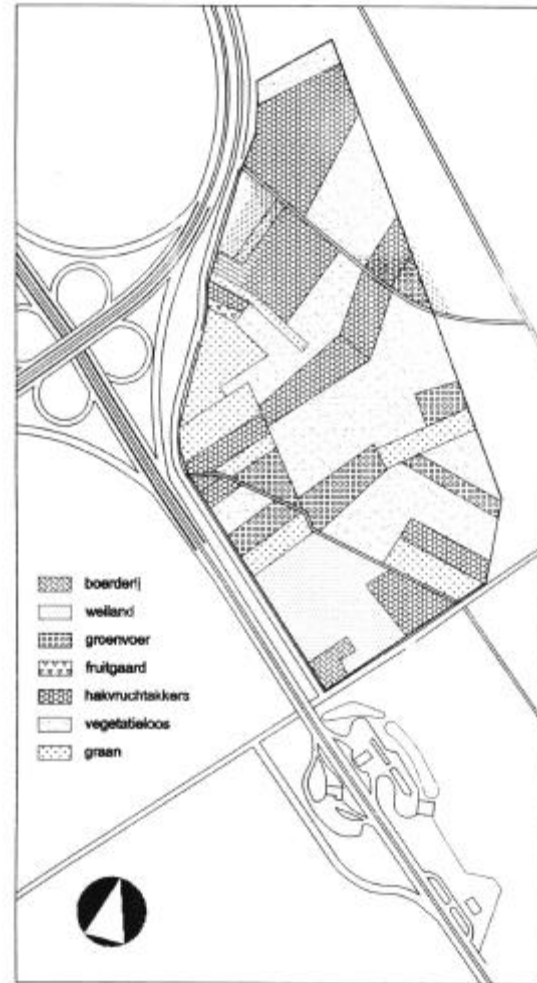 boerderij
weiland
groenvoer
fruitgaard
hakvruchtakkers
vegetatieloos
graan